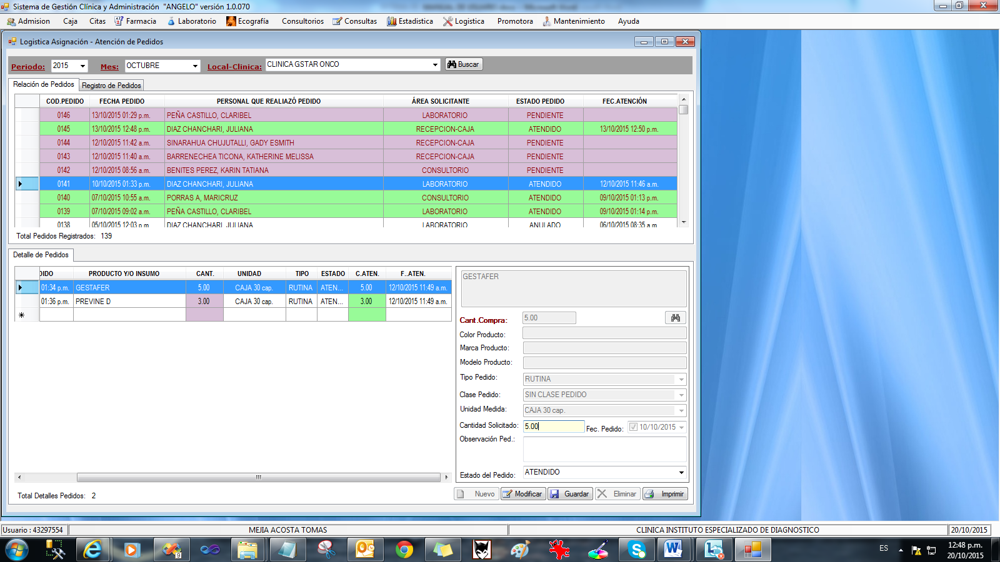 Sistema de Gestión Clínica y Administración "ANGELO" versión 1.0.070
Admision Caja Citas Farmacia Laboratorio Ecografía Consultorios Consultas Estadistica Logistica Promotora Mantenimiento Ayuda
Logistica Asignación - Atención de Pedidos
Periodo: 2015 Mes: OCTUBRE Local-Clinica: CLINICA GSTAR ONCO Buscar
Relación de Pedidos Registro de Pedidos
COD.PEDIDO FECHA PEDIDO PERSONAL QUE REALIAZÓ PEDIDO ÁREA SOLICITANTE ESTADO PEDIDO FEC.ATENCIÓN
0146 13/10/2015 01:29 p.m. PEÑA CASTILLO, CLARIBEL LABORATORIO PENDIENTE
0145 13/10/2015 12:48 p.m. DIAZ CHANCHARI, JULIANA RECEPCION-CAJA ATENDIDO 13/10/2015 12:50 p.m.
0144 12/10/2015 11:42 a.m. SINARAHUA CHUJUTALLI, GADY ESMITH RECEPCION-CAJA PENDIENTE
0143 12/10/2015 11:40 a.m. BARRENECHEA TICONA, KATHERINE MELISSA RECEPCION-CAJA PENDIENTE
0142 12/10/2015 08:56 a.m. BENITES PEREZ, KARIN TATIANA CONSULTORIO PENDIENTE
0141 10/10/2015 01:33 p.m. DIAZ CHANCHARI, JULIANA LABORATORIO ATENDIDO 12/10/2015 11:46 a.m.
0140 07/10/2015 10:55 a.m. PORRAS A, MARICRUZ CONSULTORIO ATENDIDO 09/10/2015 01:13 p.m.
0139 07/10/2015 09:02 a.m. PEÑA CASTILLO, CLARIBEL LABORATORIO ATENDIDO 09/10/2015 01:14 p.m.
0138 05/10/2015 12:03 p.m. DIAZ CHANCHARI, JULIANA LABORATORIO ANULADO 06/10/2015 08:35 a.m.
Total Pedidos Registrados: 139
Detalle de Pedidos
DIDO PRODUCTO Y/O INSUMO CANT. UNIDAD TIPO ESTADO C.ATEN. F..ATEN.
01:34 p.m. GESTAFER 5.00 CAJA 30 cap. RUTINA ATEN... 5.00 12/10/2015 11:49 a.m.
01:36 p.m. PREVINE D 3.00 CAJA 30 cap. RUTINA ATEN... 3.00 12/10/2015 11:49 a.m.
Total Detalles Pedidos: 2
GESTAFER
Cant.Compra: 5.00
Color Producto:
Marca Producto:
Modelo Producto:
Tipo Pedido: RUTINA
Clase Pedido: SIN CLASE PEDIDO
Unidad Medida: CAJA 30 cap.
Cantidad Solicitado: 5.00 Fec. Pedido: 10/10/2015
Observación Ped.:
Estado del Pedido: ATENDIDO
Nuevo Modificar Guardar Eliminar Imprimir
Usuario : 43297554 MEJIA ACOSTA TOMAS CLINICA INSTITUTO ESPECIALIZADO DE DIAGNOSTICO 20/10/2015
ES 12:48 p.m.
20/10/2015